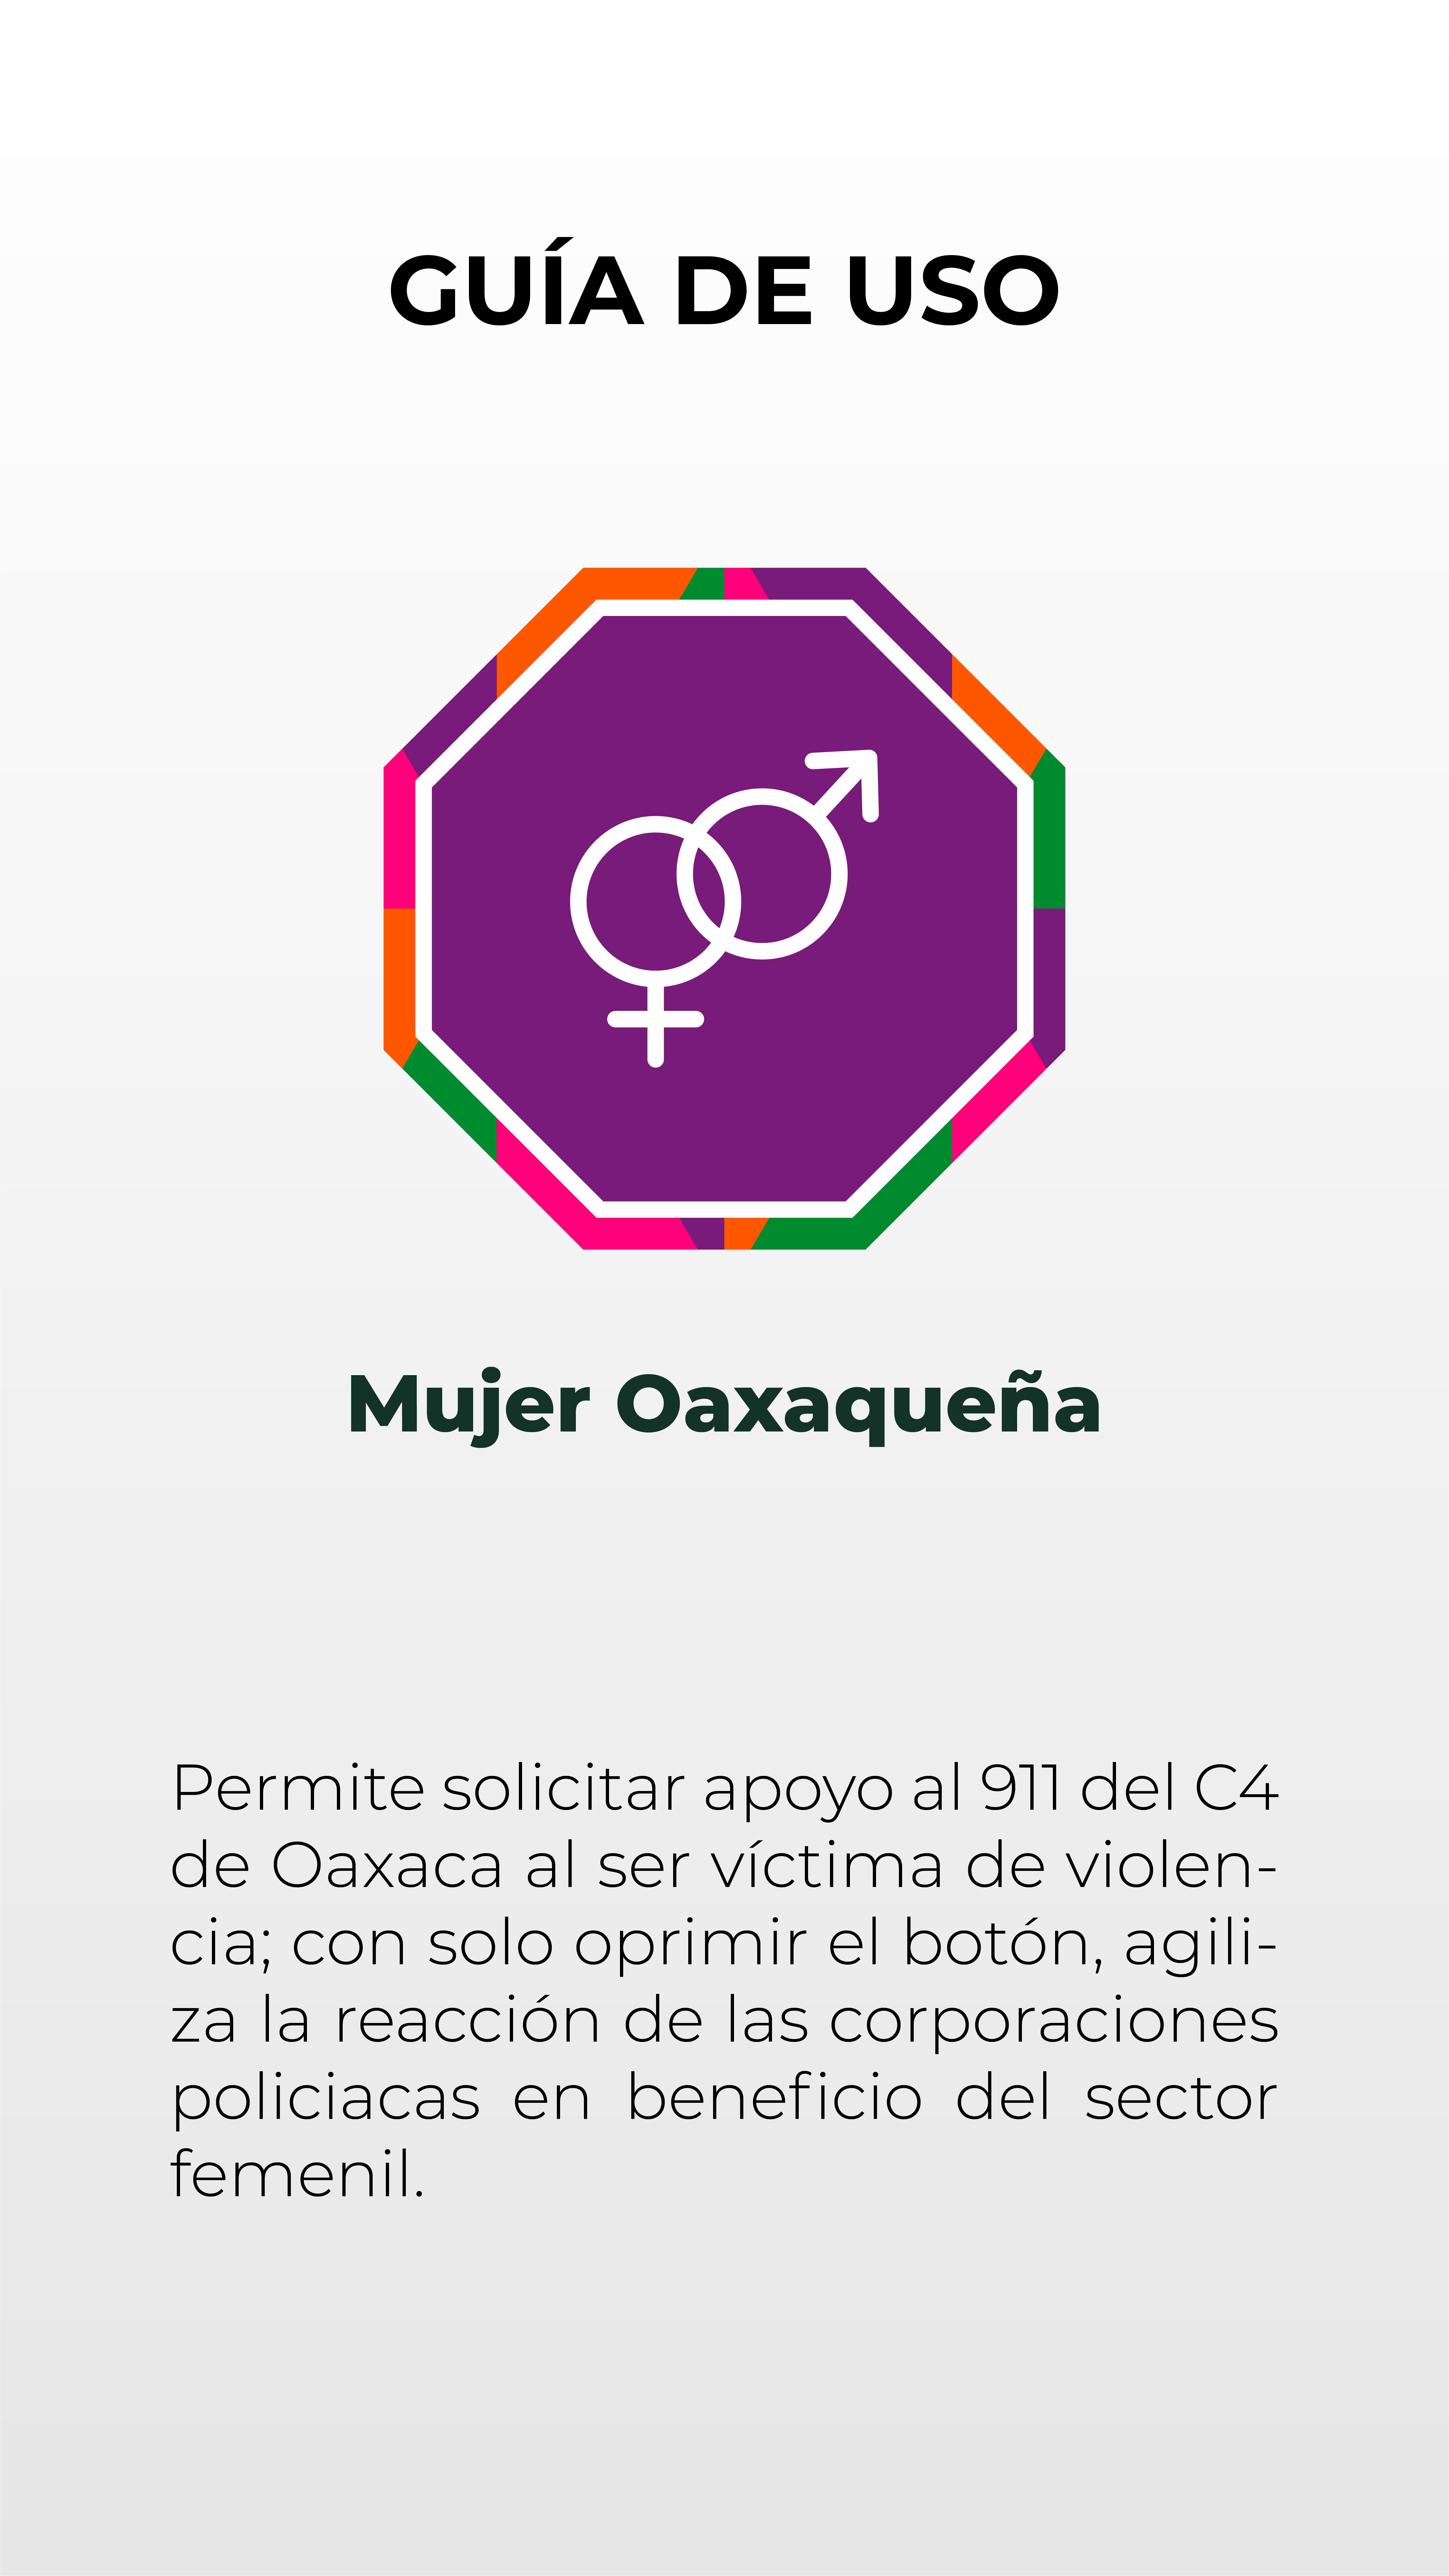 GUÍA DE USO
Mujer Oaxaqueña
Permite solicitar apoyo al 911 del C4
de Oaxaca al ser víctima de violen-
cia; con solo oprimir el botón, agili-
za la reacción de las corporaciones
policiacas en beneficio del sector
femenil.